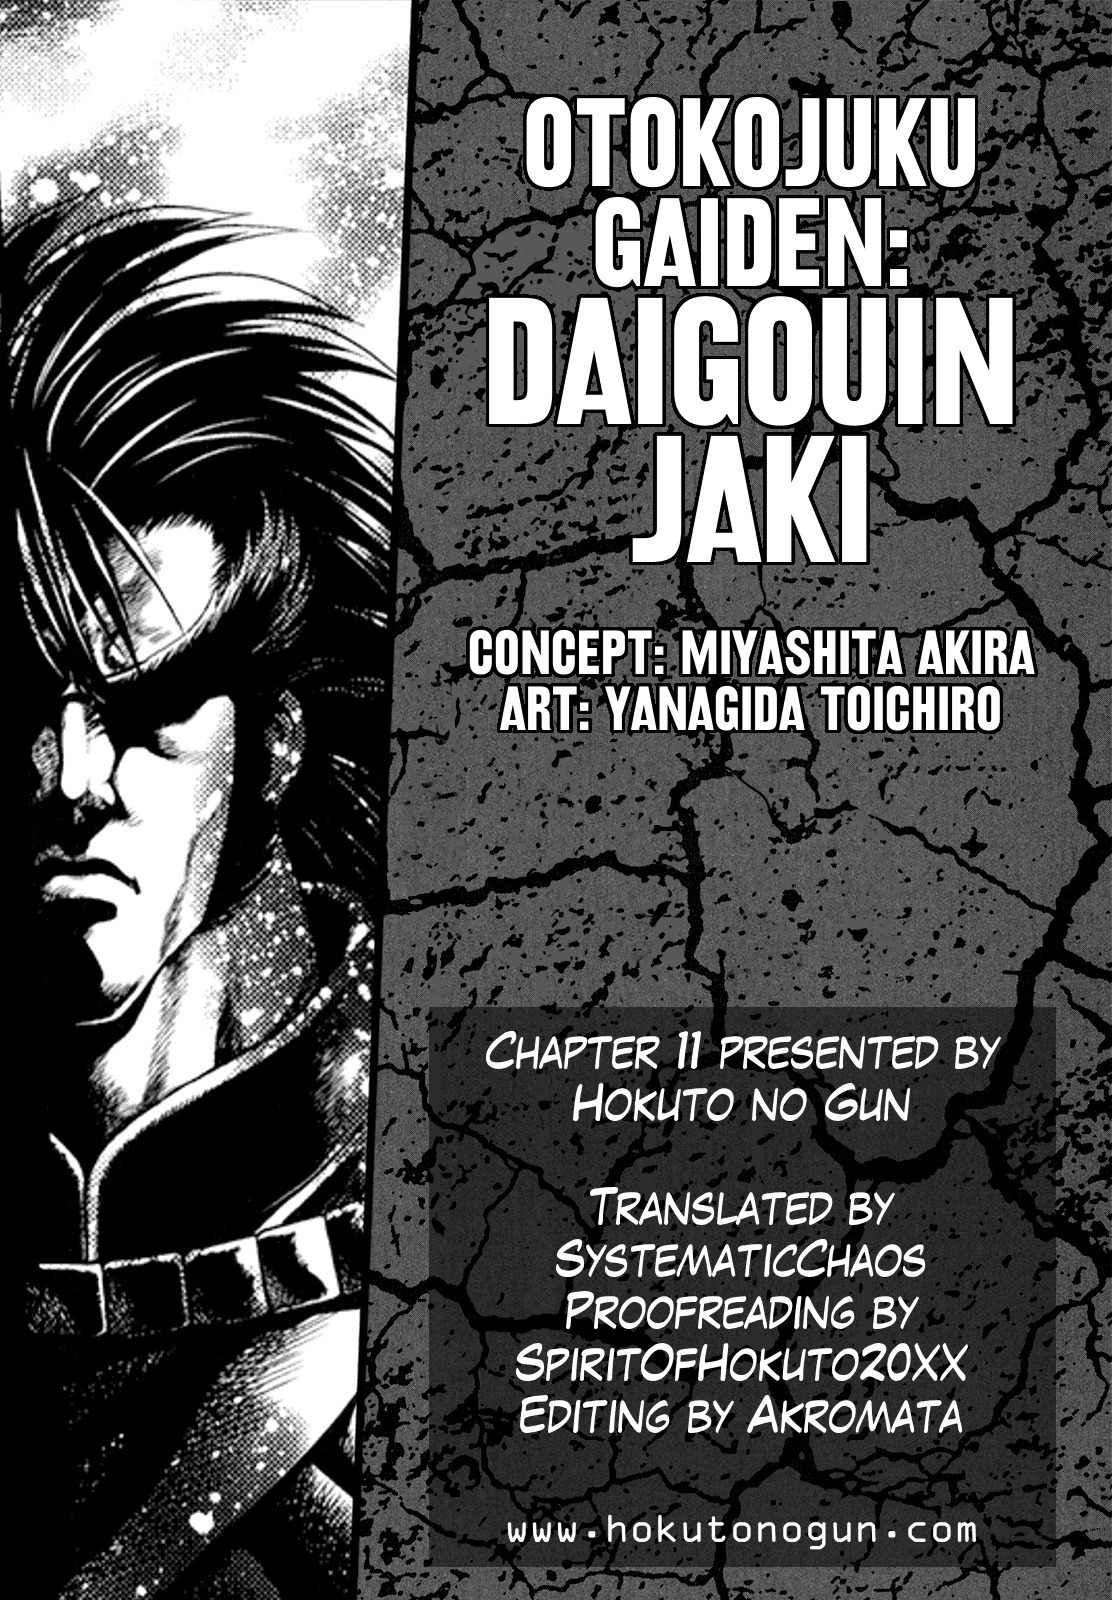 OTOKOJUKU
GAIDEN:
DAIGOUIN
JAKI
CONCEPT: MIYASHITA AKIRA
ART: YANAGIDA TOICHIRO
CHAPTER 11 PRESENTED BY
HOKUTO NO GUN
TRANSLATED BY
SYSTEMATICCHAOS
PROOFREADING BY
SPIRITOFHOKUTO20XX
EDITING BY AKROMATA
www.hokutonogun.com